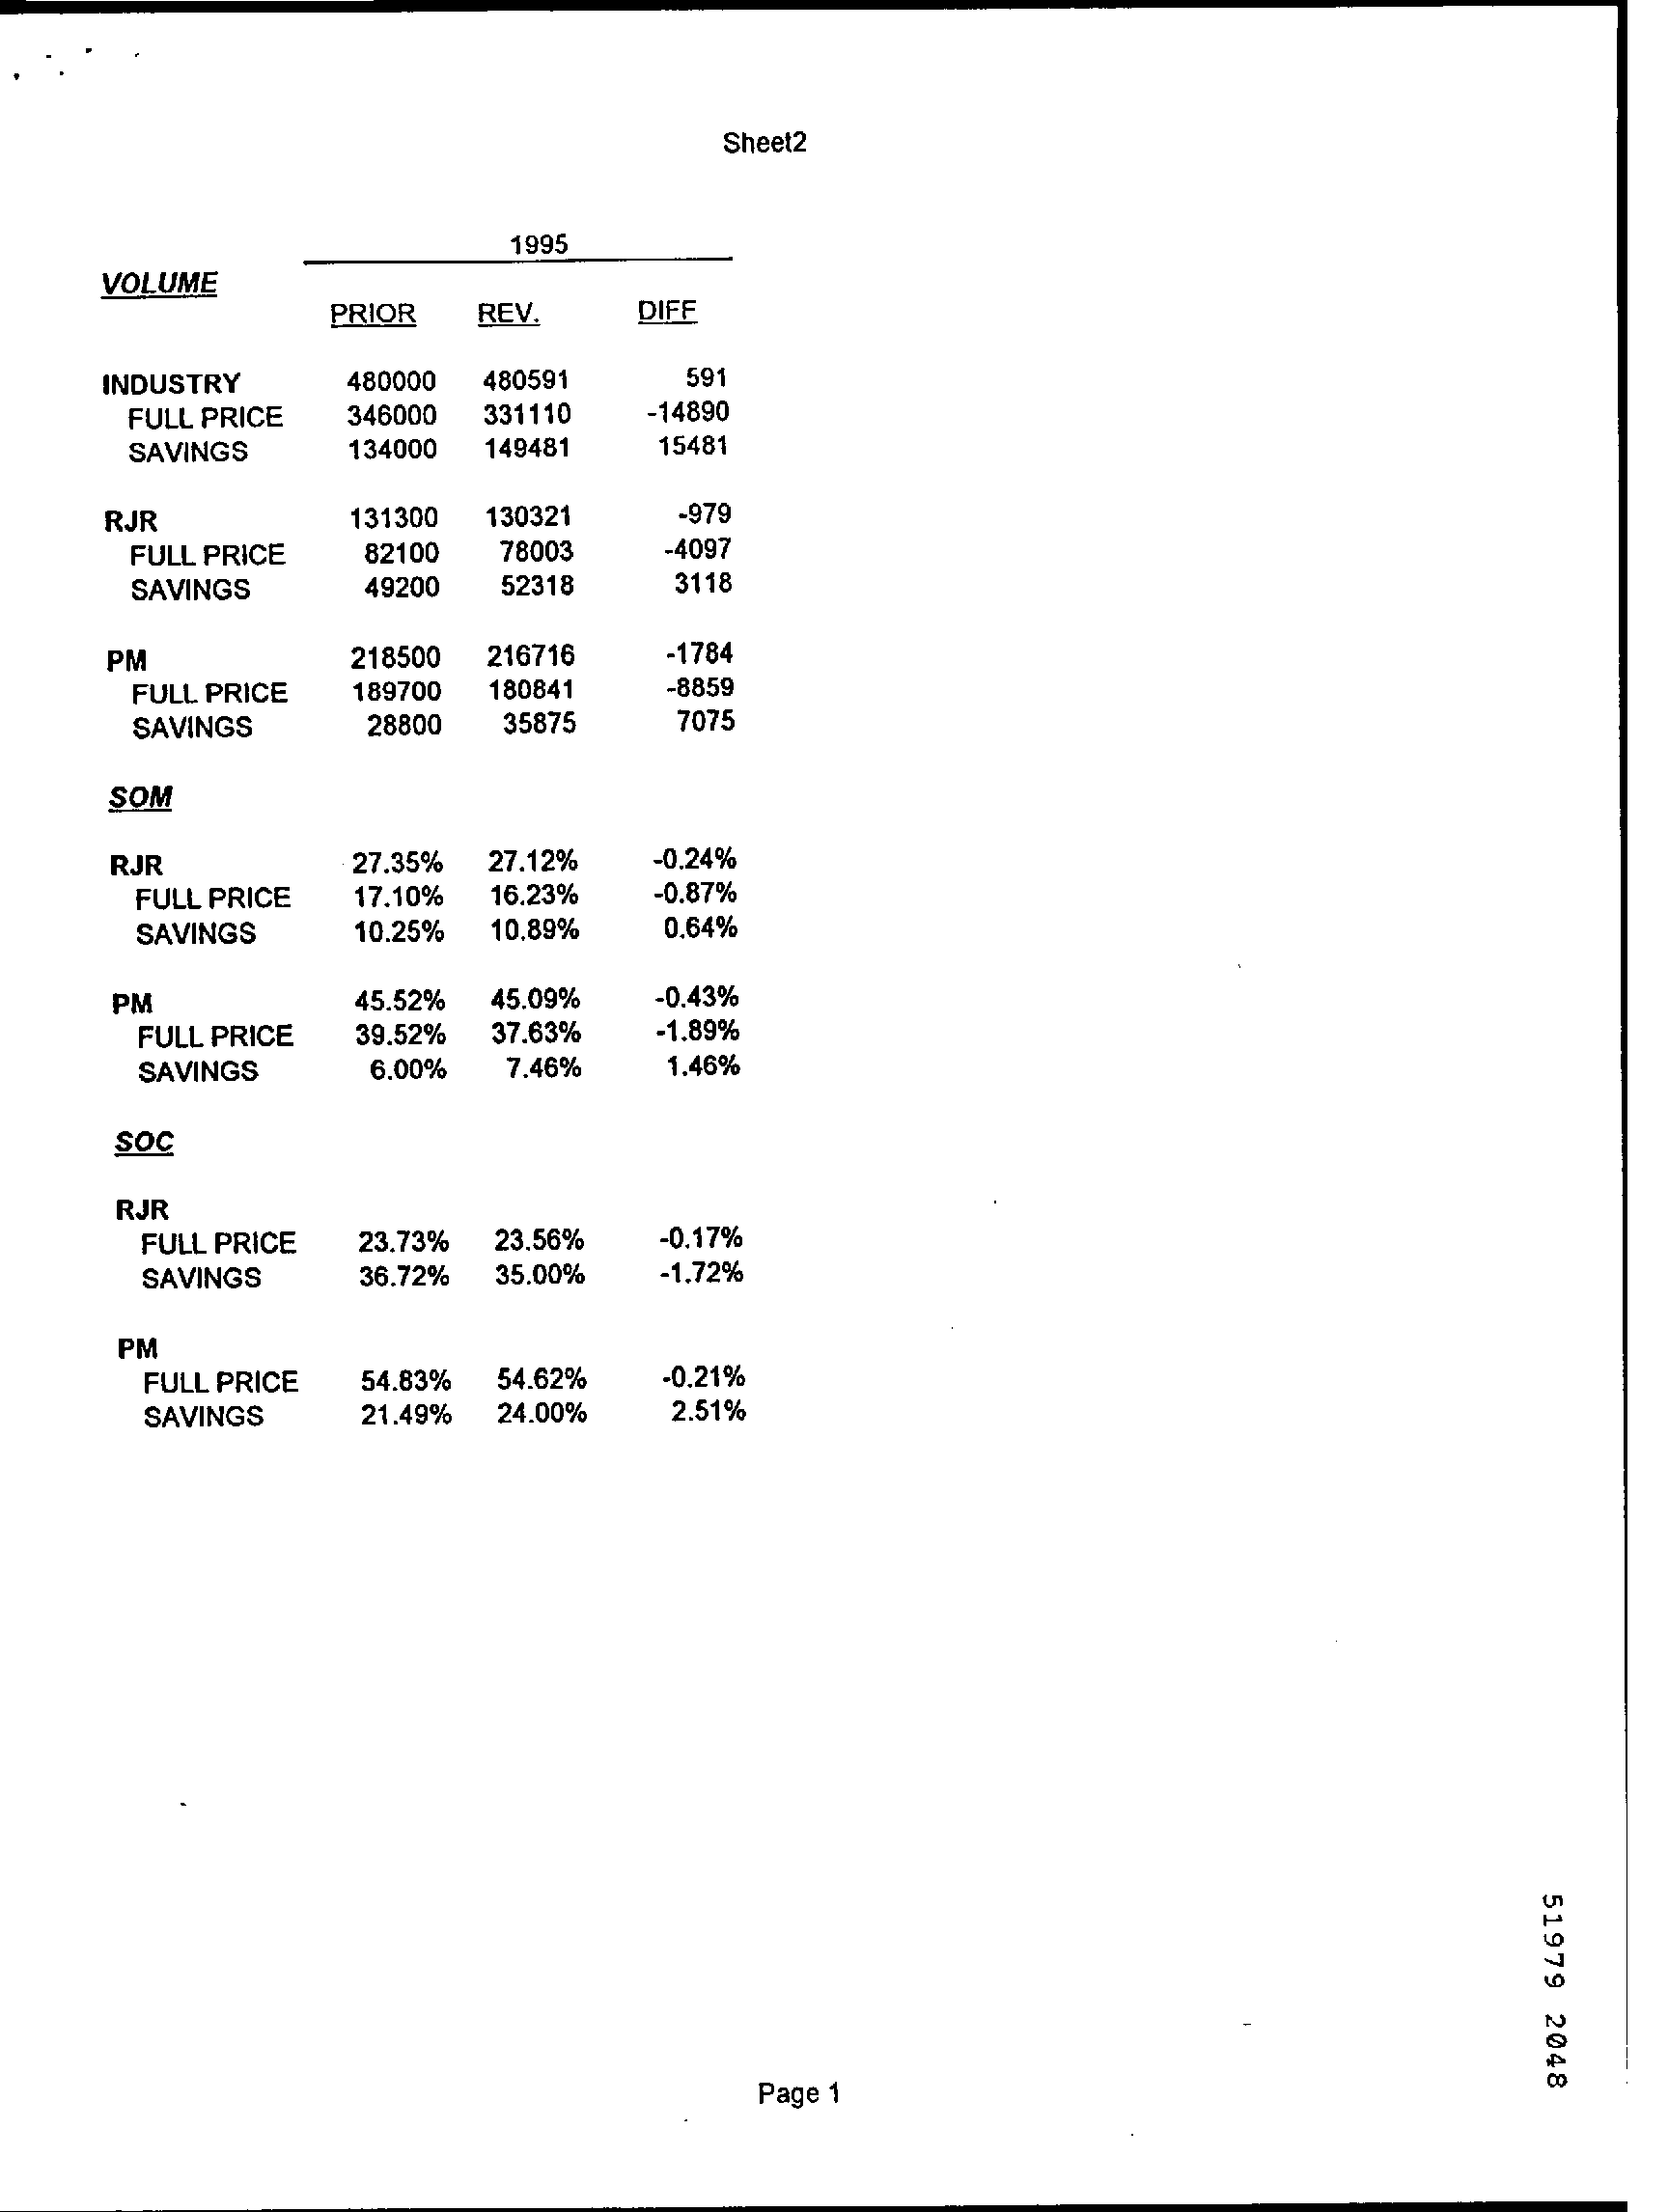 Sheet2
1995
VOLUME
PRIOR REV. DIFF
INDUSTRY 480000 480591 591
FULL PRICE 346000 331110 -14890
SAVINGS 134000 149481 15481
RJR 131300 130321 -979
FULL PRICE 82100 78003 -4097
SAVINGS 49200 52318 3118
PM 218500 216716 -1784
FULL PRICE 189700 180841 -8859
SAVINGS 28800 35875 7075
SOM
RJR 27.35% 27.12% -0.24%
FULL PRICE 17.10% 16.23% -0.87%
SAVINGS 10.25% 10.89% 0.64%
PM 45.52% 45.09% -0.43%
FULL PRICE 39.52% 37.63% -1.89%
SAVINGS 6.00% 7.46% 1.46%
SOC
RJR
FULL PRICE 23.73% 23.56% -0.17%
SAVINGS 36.72% 35.00% -1.72%
PM
FULL PRICE 54.83% 54.62% -0.21%
SAVINGS 21.49% 24.00% 2.51%
51979 2048
Page 1